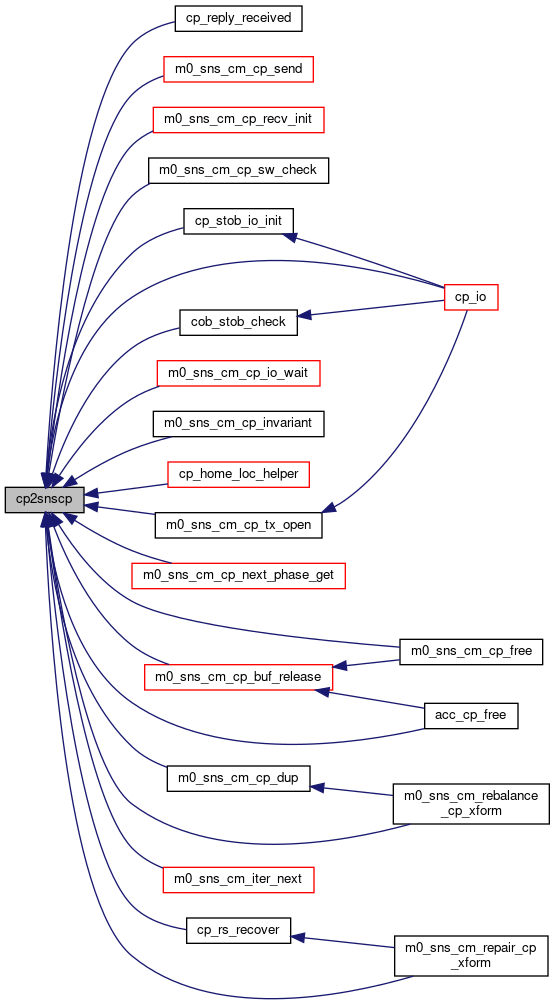 cp_reply_received
m0_sns_cm_cp_send
m0_sns_cm_cp_recv_init
m0_sns_cm_cp_sw_check
cp_stob_io_init
cp_io
cob_stob_check
m0_sns_cm_cp_io_wait
m0_sns_cm_cp_invariant
cp_home_loc_helper
cp2snscp
m0_sns_cm_cp_tx_open
m0_sns_cm_cp_next_phase_get
m0_sns_cm_cp_free
m0_sns_cm_cp_buf_release
acc_cp_free
m0_sns_cm_cp_dup
m0_sns_cm_rebalance
_cp_xform
m0_sns_cm_iter_next
cp_rs_recover
m0_sns_cm_repair_cp
_xform